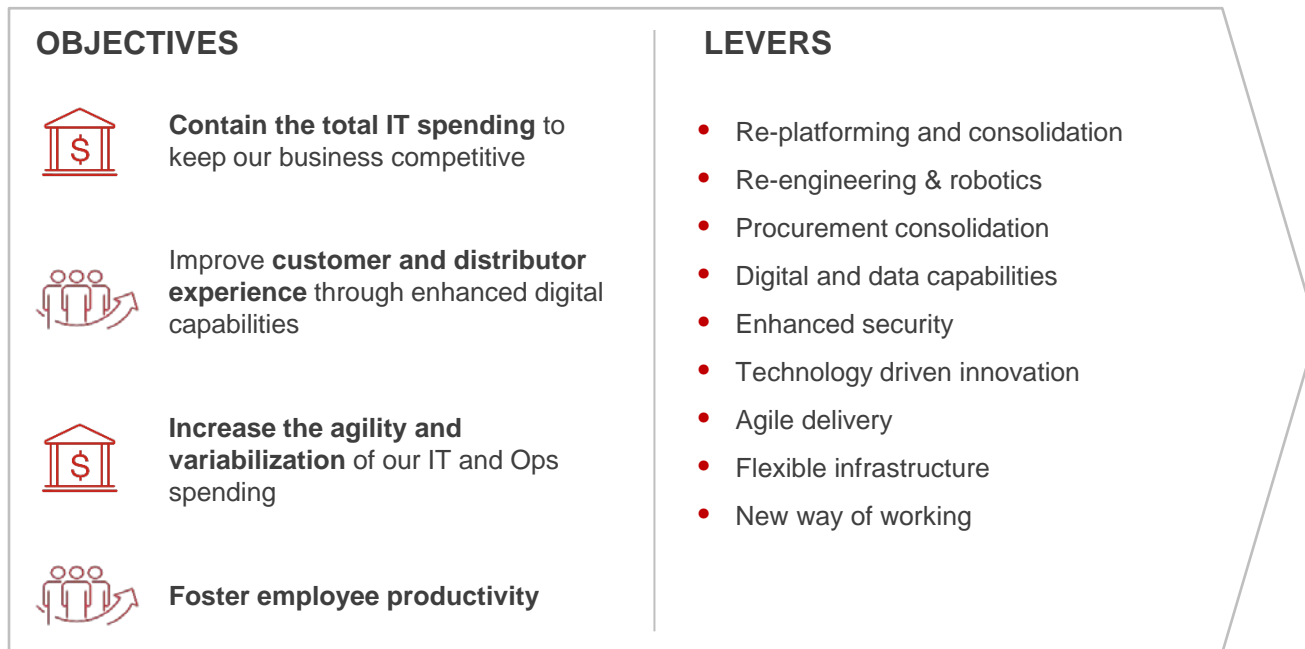 OBJECTIVES
Contain the total IT spending to
keep our business competitive
Improve customer and distributor
experience through enhanced digital
capabilities
Increase the agility and
variabilization of our IT and Ops
spending
Foster employee productivity
LEVERS
• Re-platforming and consolidation
• Re-engineering & robotics
• Procurement consolidation
• Digital and data capabilities
• Enhanced security
• Technology driven innovation
• Agile delivery
• Flexible infrastructure
• New way of working